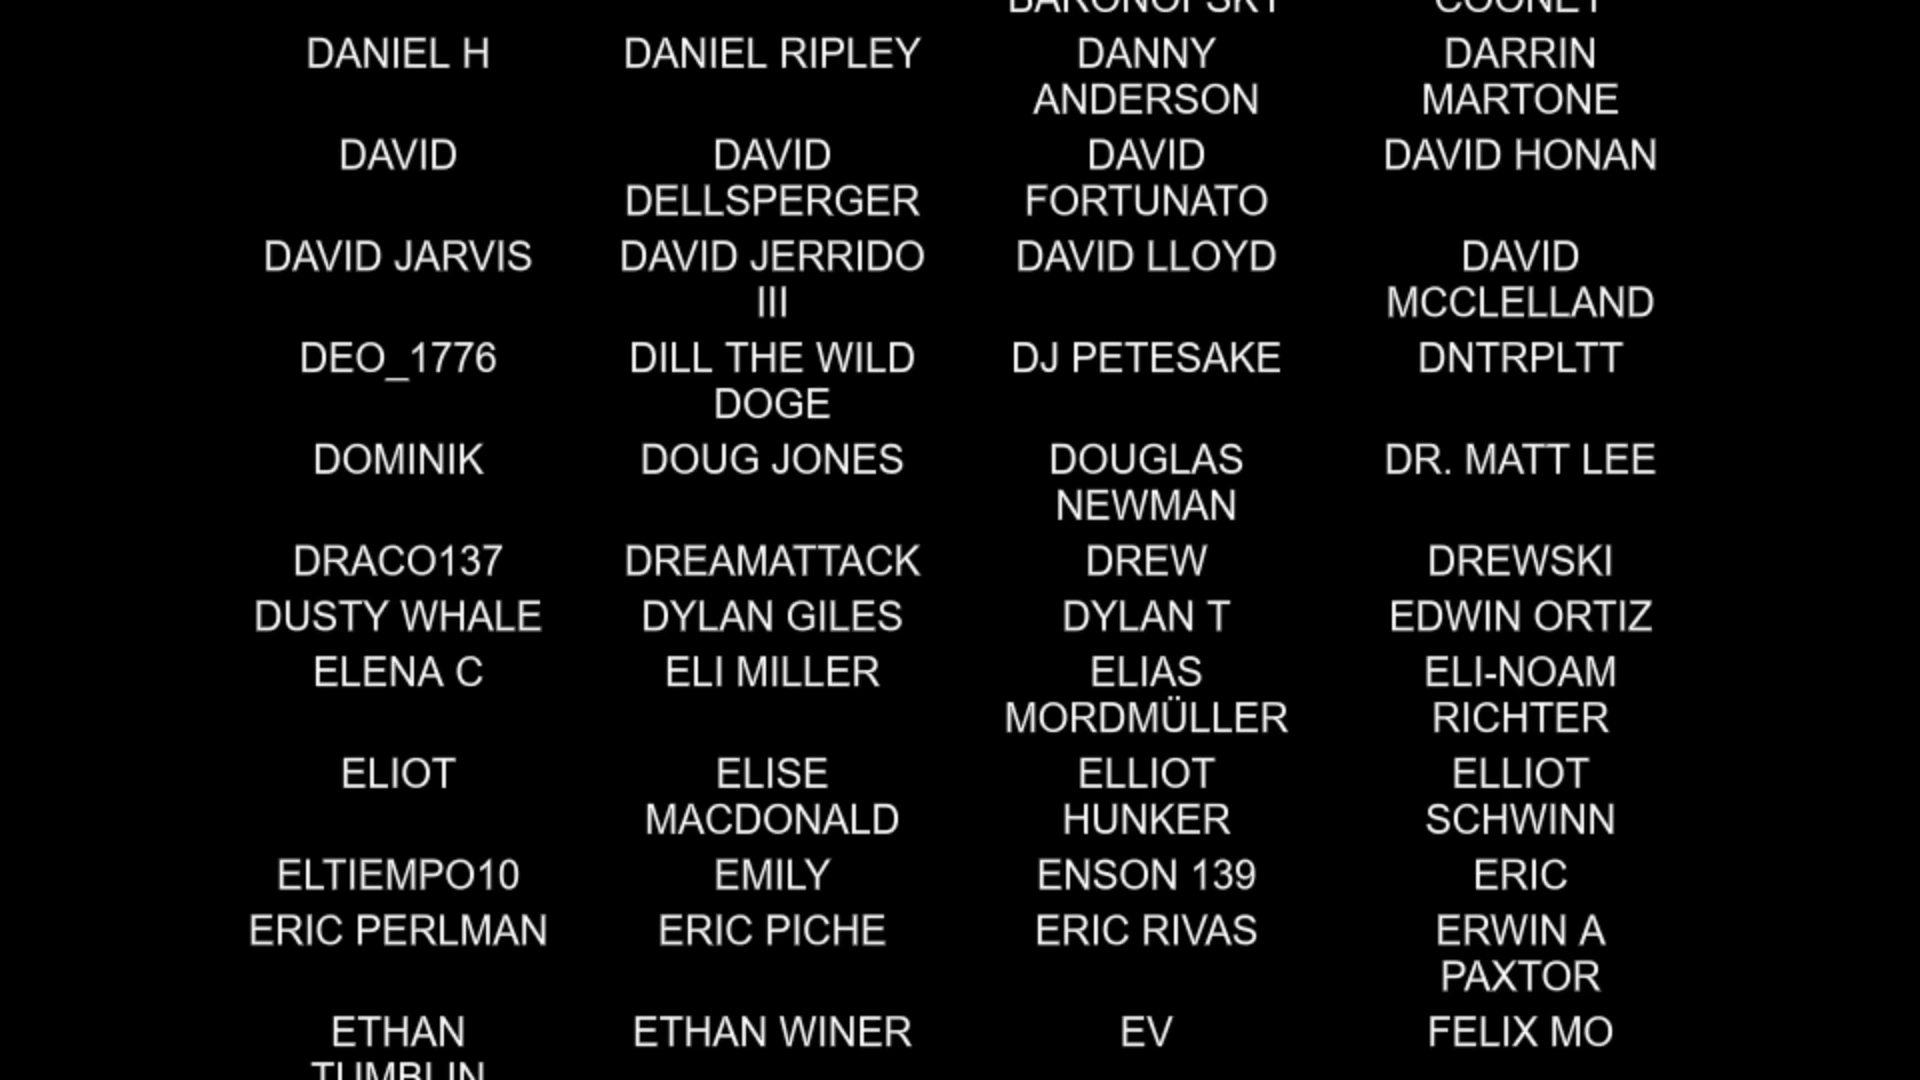 DANIEL H DANIEL RIPLEY DANNY DARRIN
ANDERSON MARTONE
DAVID DAVID DAVID DAVID HONAN
DELLSPERGER FORTUNATO
DAVID JARVIS DAVID JERRIDO DAVID LLOYD DAVID
III MCCLELLAND
DEO_1776 DILL THE WILD DJ PETESAKE DNTRPLTT
DOGE
DOMINIK DOUG JONES DOUGLAS DR. MATT LEE
NEWMAN
DRACO137 DREAMATTACK DREW DREWSKI
DUSTY WHALE DYLAN GILES DYLAN T EDWIN ORTIZ
ELENA C ELI MILLER ELIAS ELI-NOAM
MORDMÜLLER RICHTER
ELIOT ELISE ELLIOT ELLIOT
MACDONALD HUNKER SCHWINN
ELTIEMPO10 EMILY ENSON 139 ERIC
ERIC PERLMAN ERIC PICHE ERIC RIVAS ERWIN A
PAXTOR
ETHAN ETHAN WINER EV FELIX MO
TUMBLIN